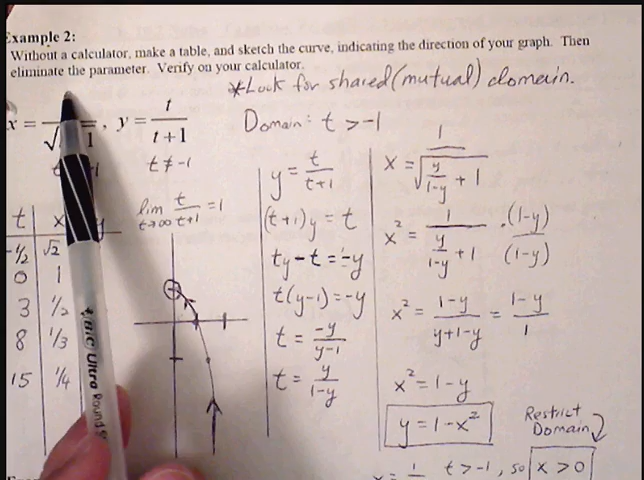 Example 2:
Without a calculator, make a table, and sketch the curve, indicating the direction of your graph. Then
eliminate the parameter. Verify on your calculator.
*Look for shared (mutual) domain.
x = 1, y = t/(t+1)
Domain: t > -1
t ≠ -1
lim t→∞ t/(t+1) = 1
t x y
-1/2 √2
0 1
3 1/2
8 1/3
15 1/4
y = t/(t+1)
(t+1)y = t
ty - t = -y
t(y-1) = -y
t = -y/(y-1)
t = y/(1-y)
x = 1/√(y/(1-y) + 1)
x² = 1/(y/(1-y) + 1) · (1-y)/(1-y)
x² = (1-y)/(y+1-y) = (1-y)/1
x² = 1-y
y = 1-x²
Restrict
Domain
t > -1, so x > 0
BIC Ultra Round